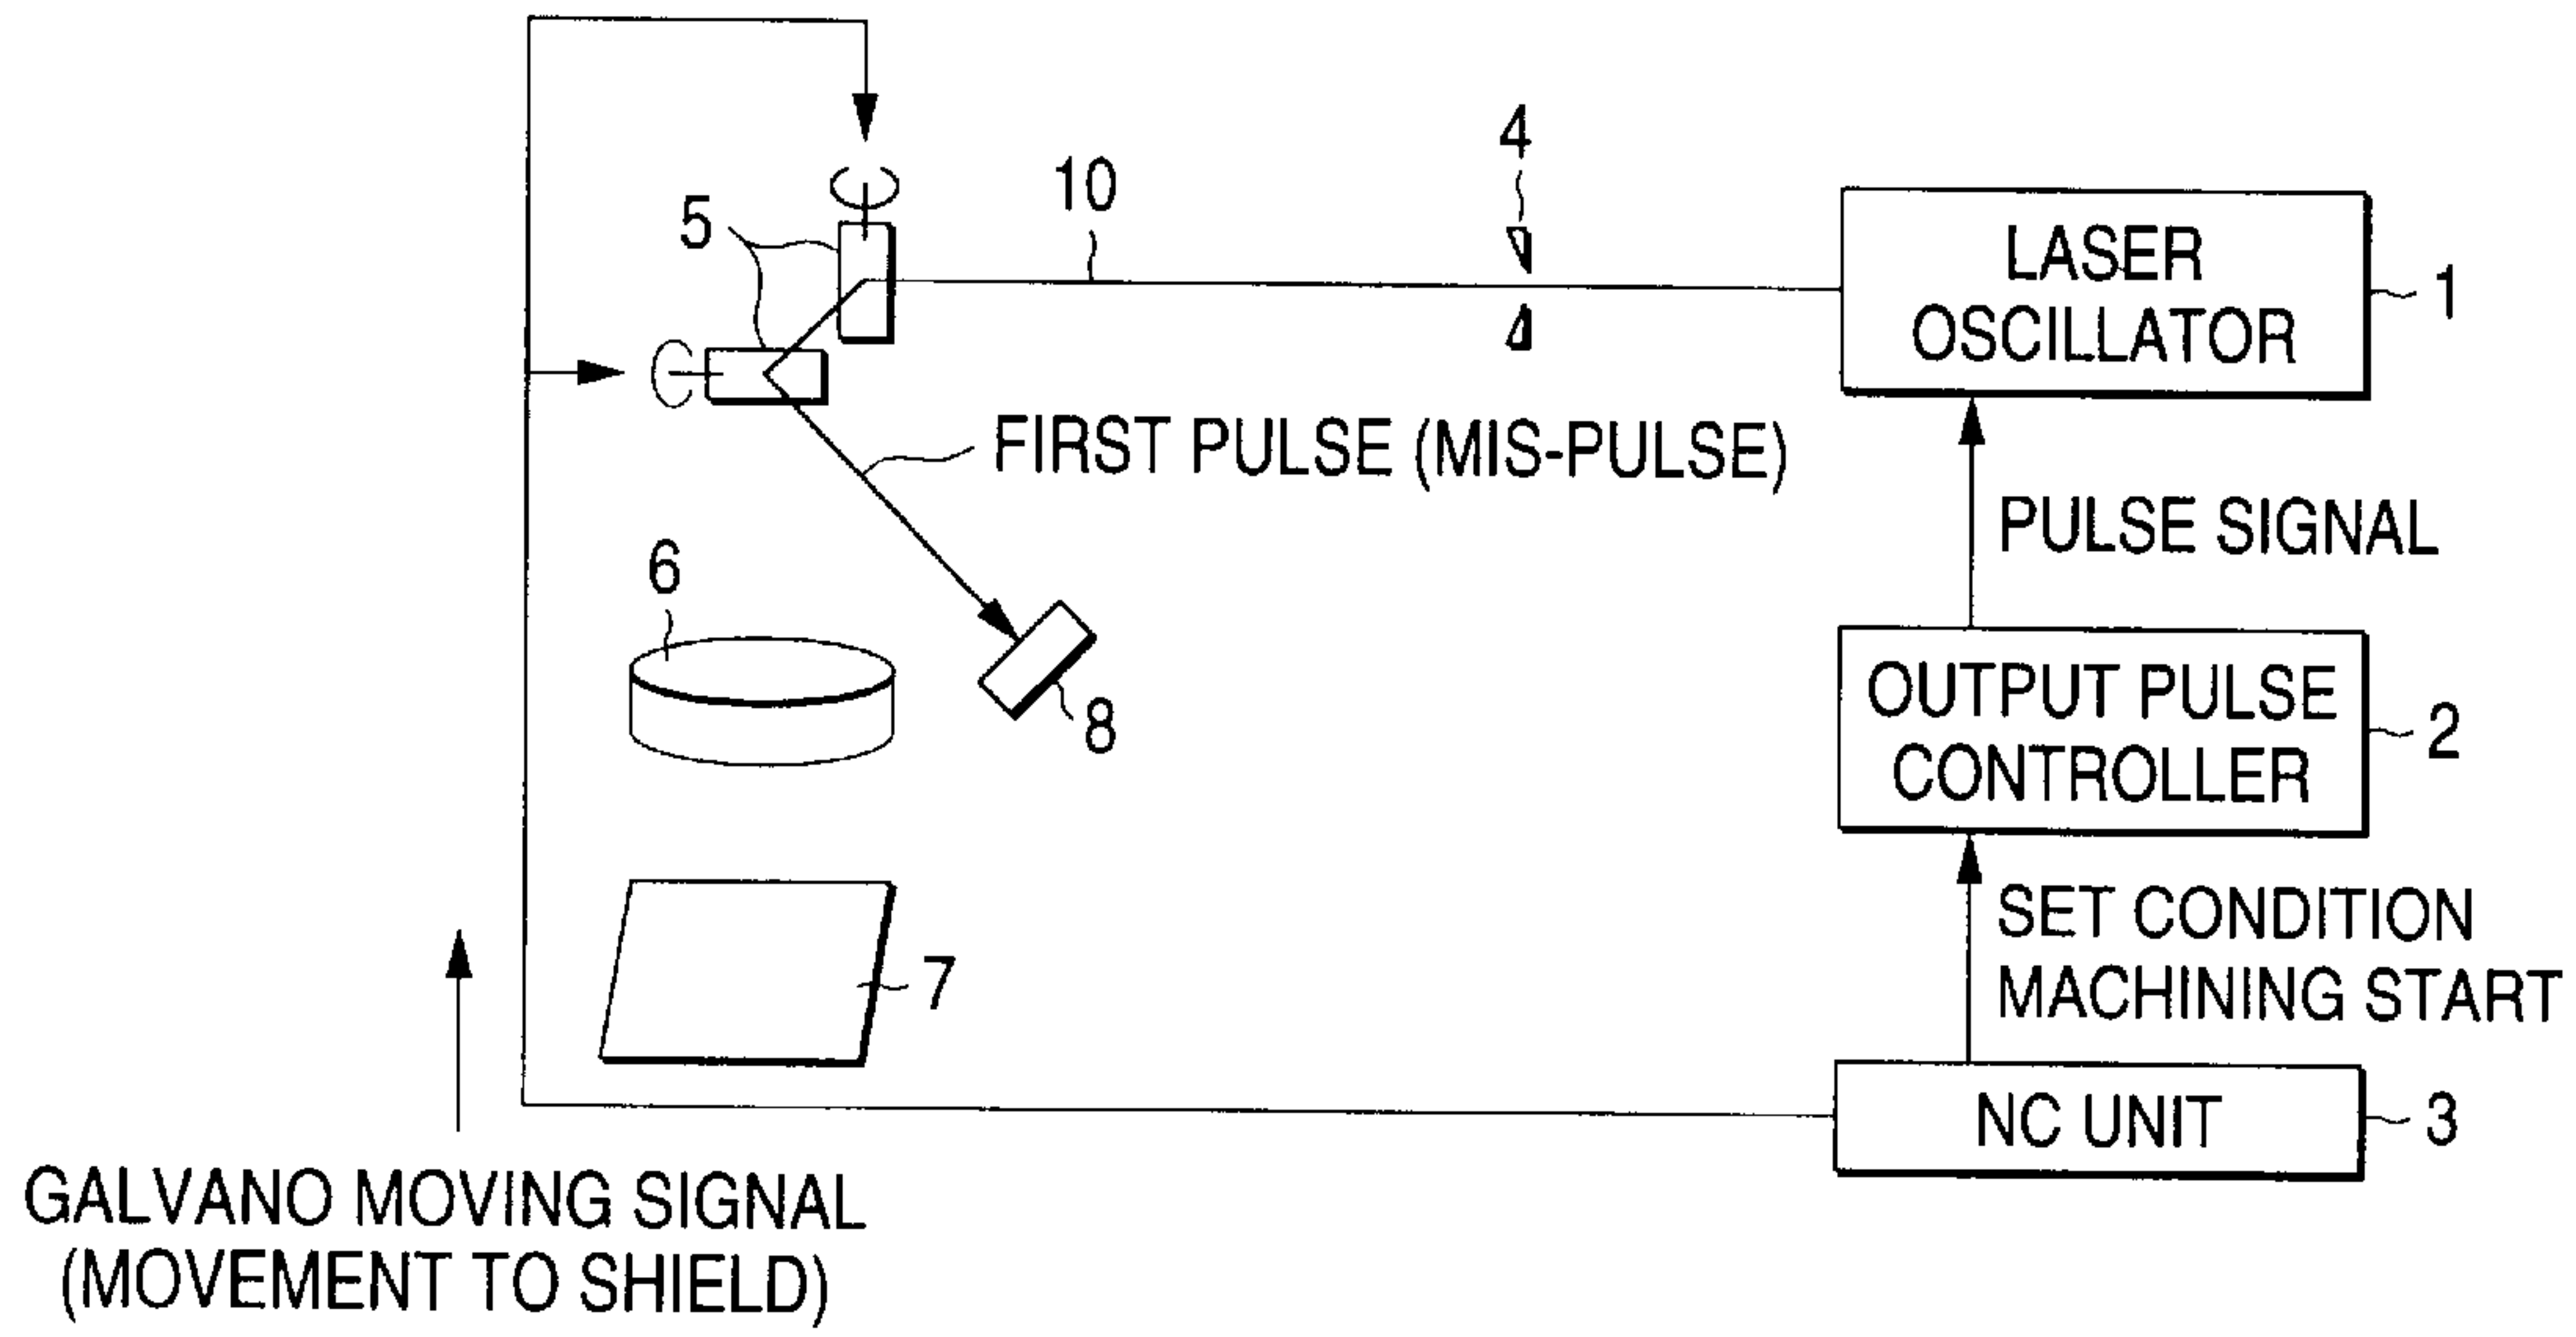 4
10
5
LASER
OSCILLATOR
1
FIRST PULSE (MIS-PULSE)
PULSE SIGNAL
6
8
OUTPUT PULSE
CONTROLLER
2
SET CONDITION
MACHINING START
7
NC UNIT
3
GALVANO MOVING SIGNAL
(MOVEMENT TO SHIELD)